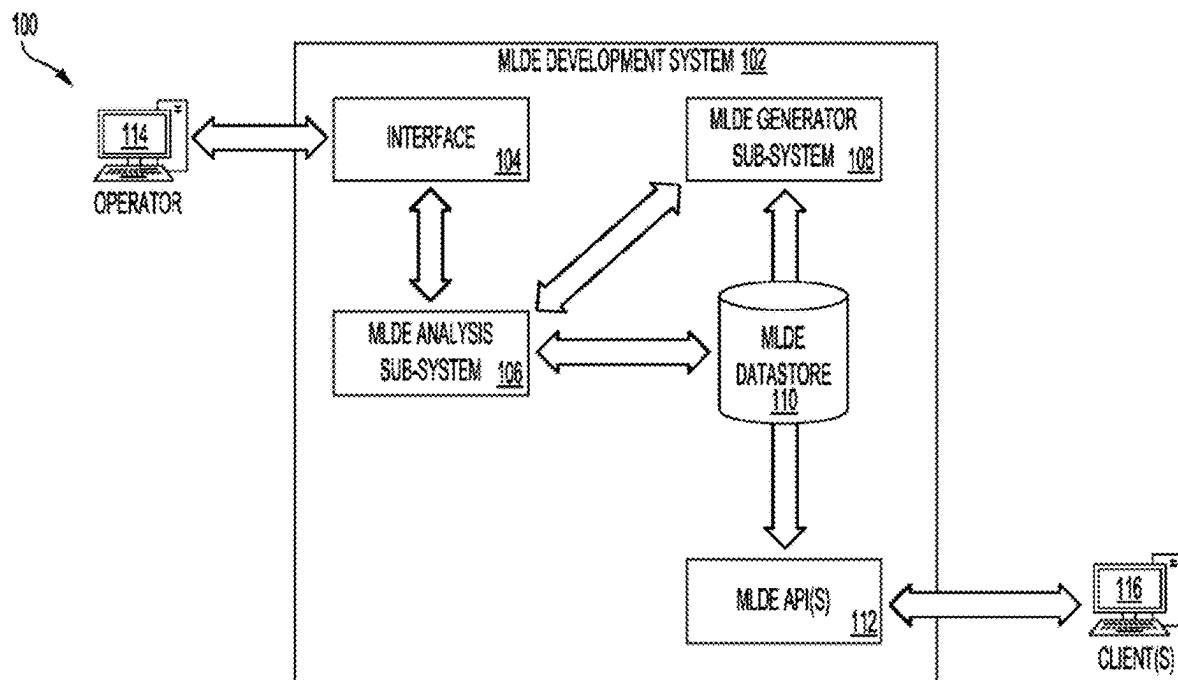 100
MLDE DEVELOPMENT SYSTEM 102
114
OPERATOR
INTERFACE
104
MLDE GENERATOR
SUB-SYSTEM 108
MLDE ANALYSIS
SUB-SYSTEM 106
MLDE
DATASTORE
110
MLDE API(S)
112
116
CLIENT(S)